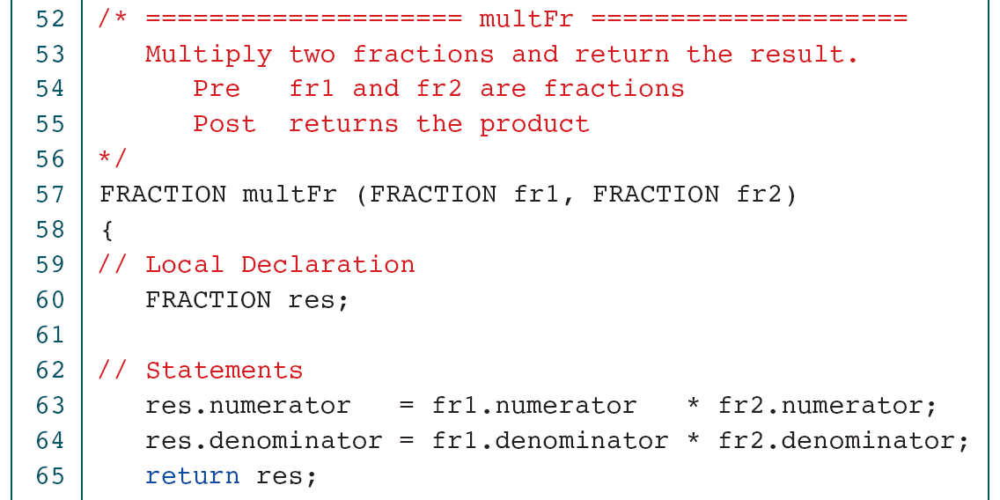 52 /* ==================== multFr ====================
53    Multiply two fractions and return the result.
54       Pre   fr1 and fr2 are fractions
55       Post  returns the product
56 */
57 FRACTION multFr (FRACTION fr1, FRACTION fr2)
58 {
59 // Local Declaration
60    FRACTION res;
61
62 // Statements
63    res.numerator   = fr1.numerator   * fr2.numerator;
64    res.denominator = fr1.denominator * fr2.denominator;
65    return res;